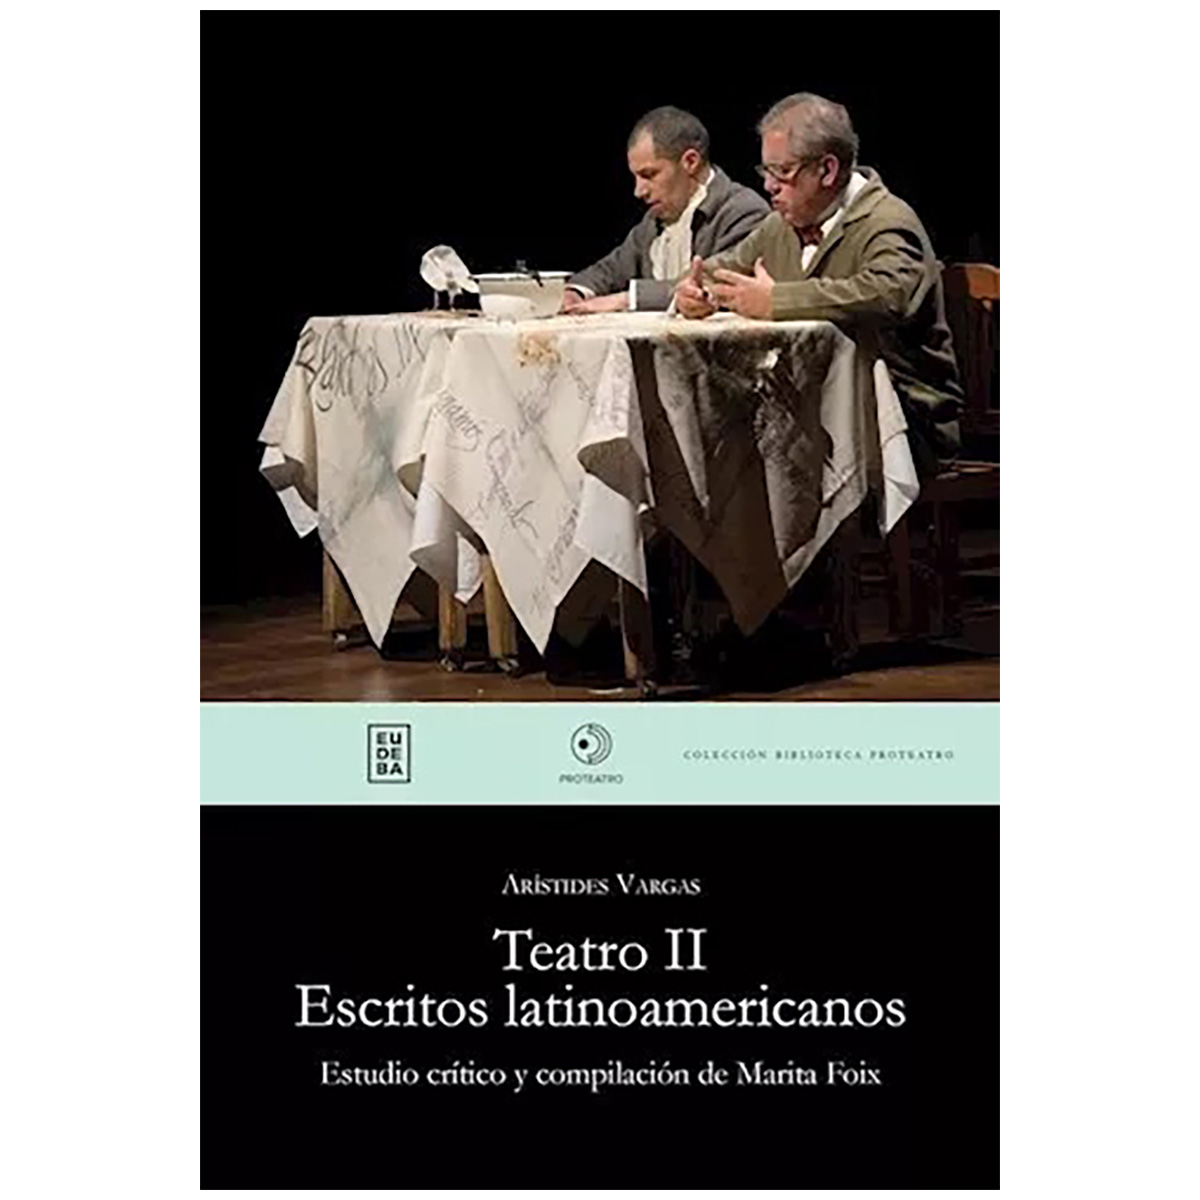 EU
DE
BA
PROTEATRO
COLECCIÓN BIBLIOTECA PROTEATRO
ARÍSTIDES VARGAS
Teatro II
Escritos latinoamericanos
Estudio crítico y compilación de Marita Foix